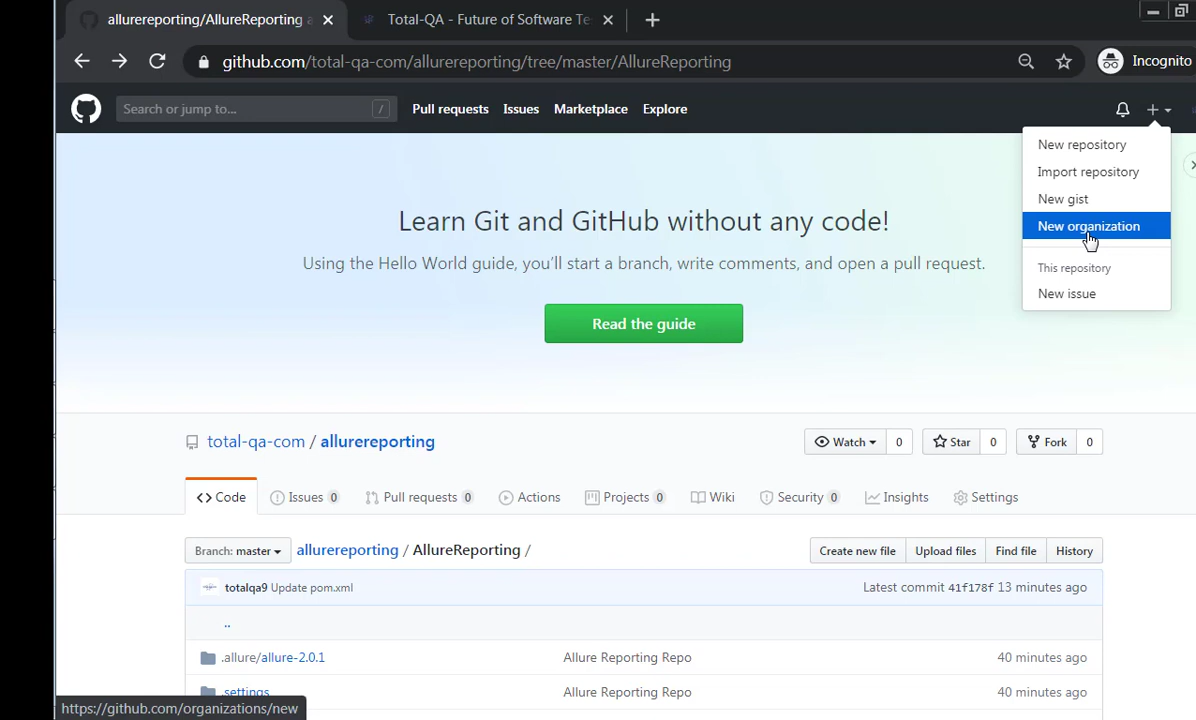 allurereporting/AllureReporting a
Total-QA - Future of Software Te
github.com/total-qa-com/allurereporting/tree/master/AllureReporting
Incognito
Search or jump to...
/
Pull requests
Issues
Marketplace
Explore
New repository
Import repository
New gist
New organization
This repository
New issue
Learn Git and GitHub without any code!
Using the Hello World guide, you'll start a branch, write comments, and open a pull request.
Read the guide
total-qa-com / allurereporting
Watch 0
Star 0
Fork 0
Code
Issues 0
Pull requests 0
Actions
Projects 0
Wiki
Security 0
Insights
Settings
Branch: master
allurereporting / AllureReporting /
Create new file
Upload files
Find file
History
totalqa9 Update pom.xml
Latest commit 41f178f 13 minutes ago
..
.allure/allure-2.0.1
Allure Reporting Repo
40 minutes ago
.settings
Allure Reporting Repo
40 minutes ago
https://github.com/organizations/new